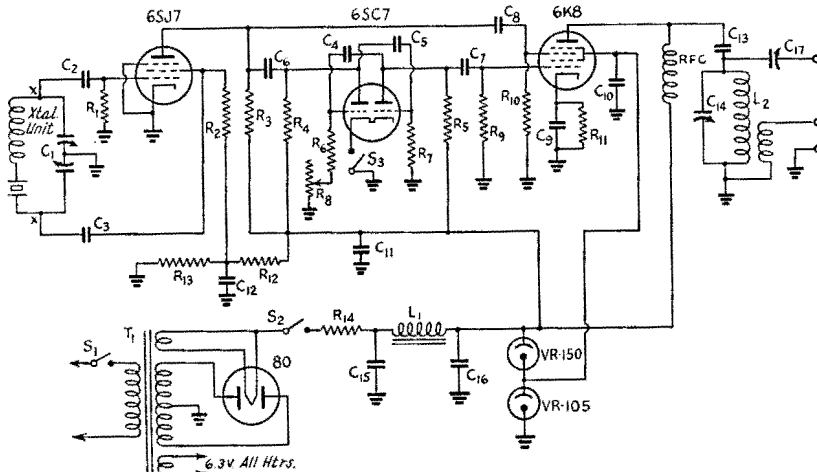 6SJ7
6SC7
6K8
C8
C4
C5
C13
C17
C2
C6
C7
RFC
C10
C14
L2
X
Xtal.
Unit
R1
R2
R3
R4
R5
R9
R10
C9
R11
C1
S3
R6
R7
R8
X
C3
C11
R13
R12
C12
T1
S2
R14
L1
S1
80
C15
C16
VR-150
VR-105
6.3v. All Htrs.